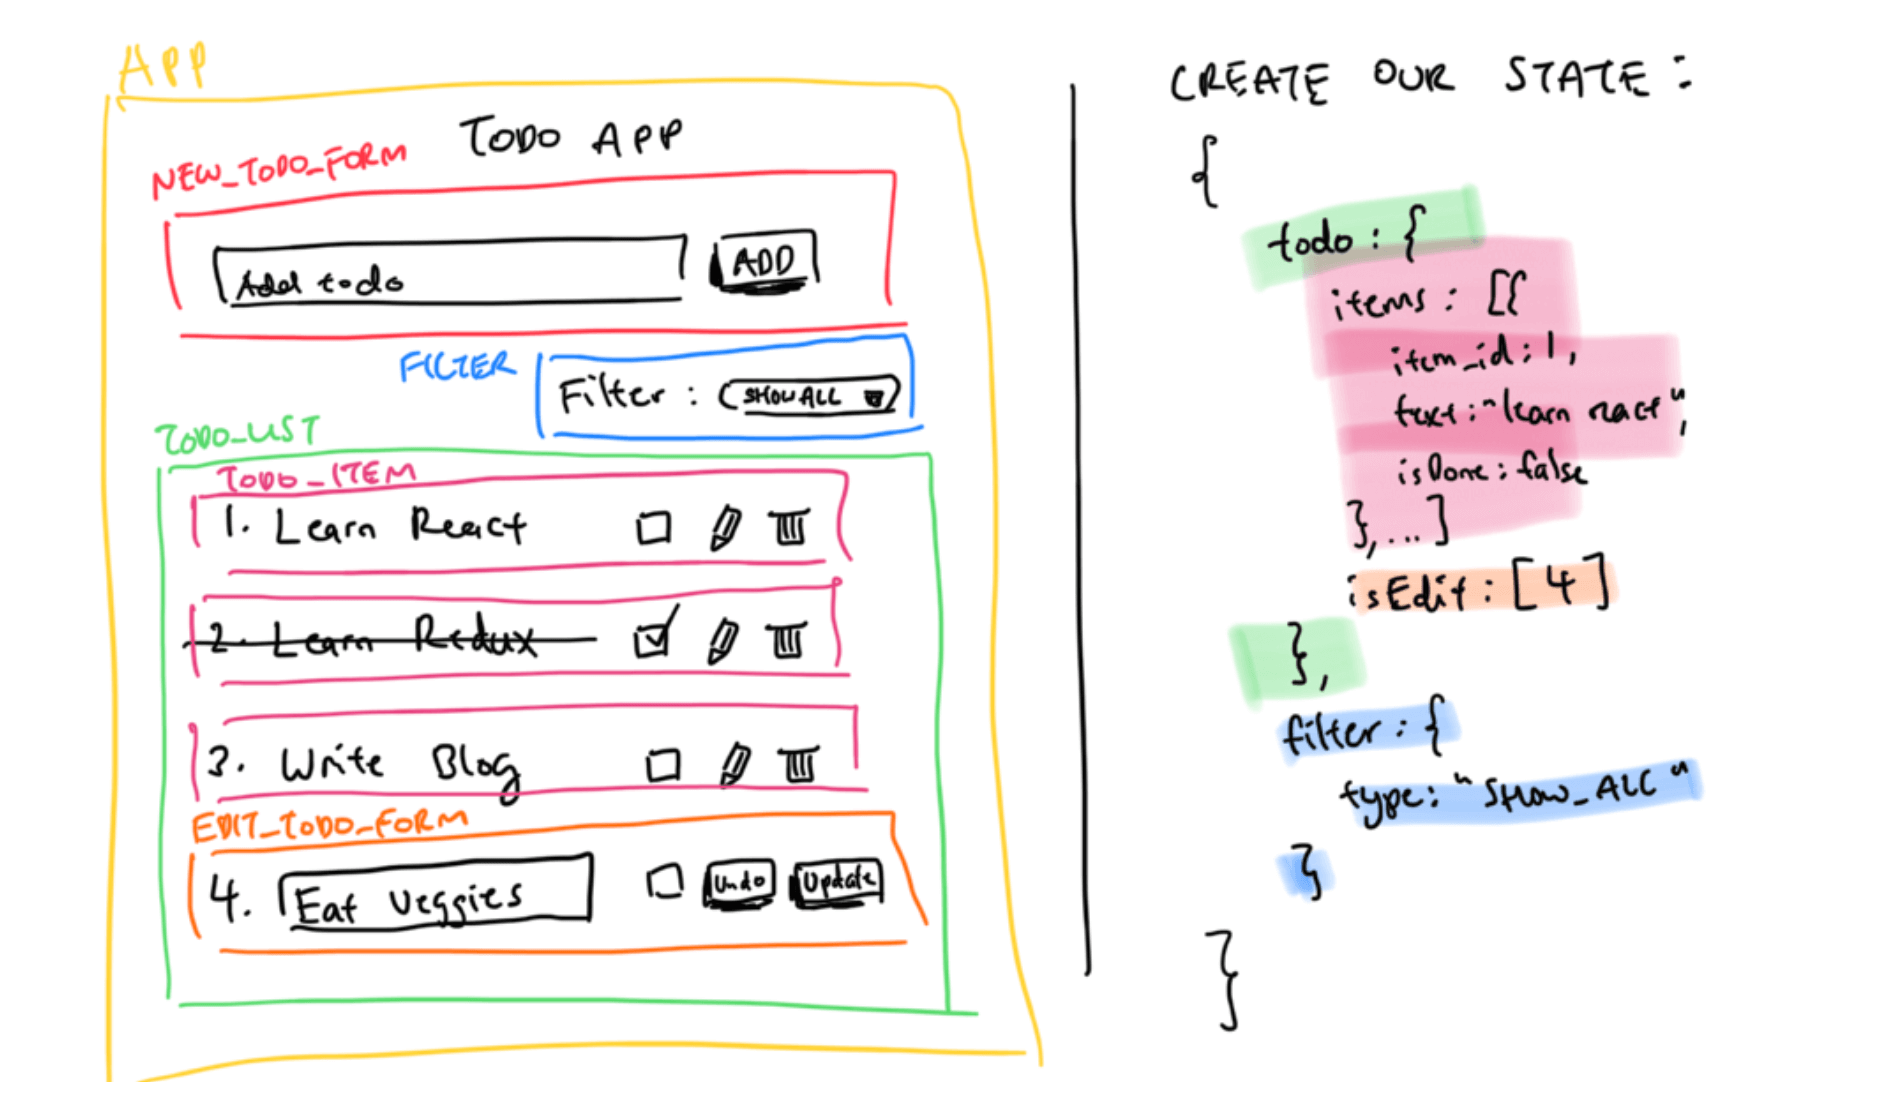 APP
TODO APP
NEW_TODO_FORM
Add todo
ADD
FILTER
Filter : SHOW ALL
TODO_LIST
TODO_ITEM
1. Learn React
2. Learn Redux
3. Write Blog
EDIT_TODO_FORM
4. Eat Veggies
Undo
Update
CREATE OUR STATE :
{
todo : {
items : [{
item_id : 1,
text : "learn react",
isDone : false
},...]
isEdit : [4]
},
filter : {
type : "SHOW_ALL"
}
}